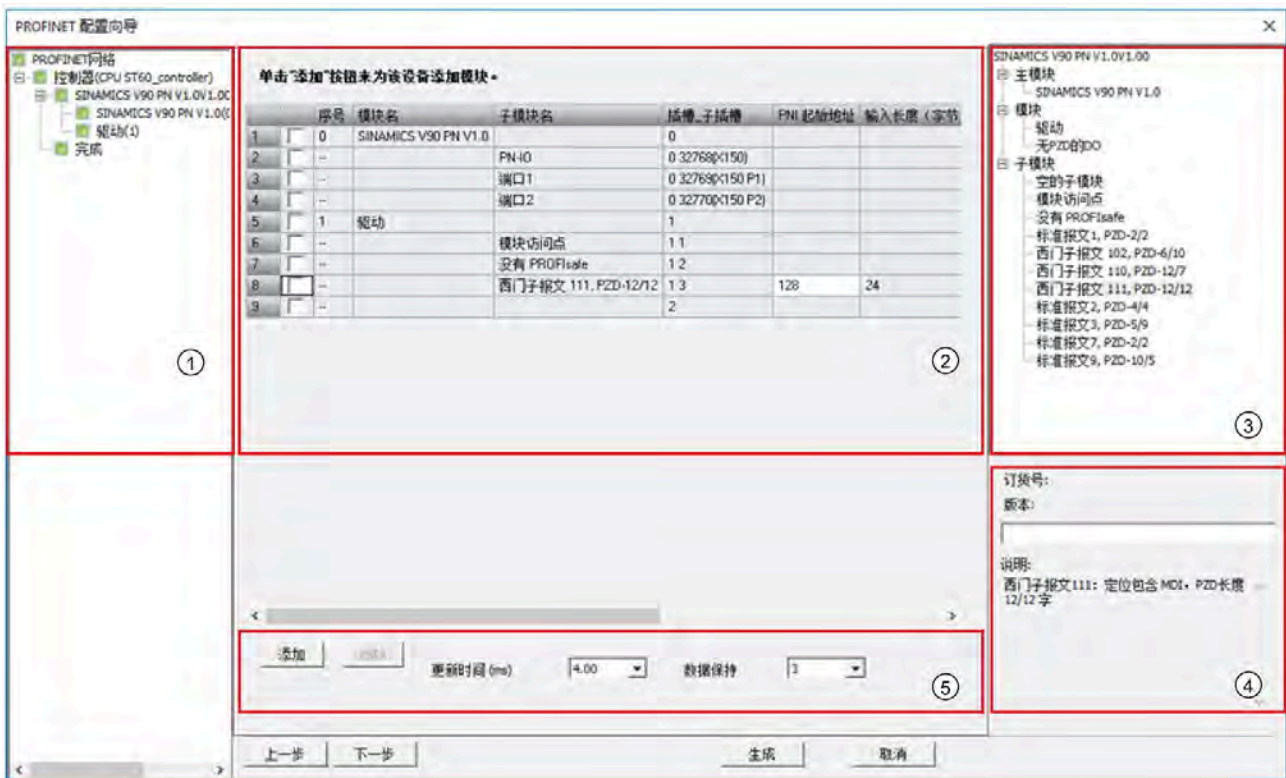 PROFINET 配置向导
PROFINET网络
控制器(CPU ST60_controller)
SINAMICS V90 PN V1.0V1.00
SINAMICS V90 PN V1.0(0
驱动(1)
完成
①
单击"添加"按钮来为该设备添加模块。
序号 模块名 子模块名 插槽_子插槽 PNI 起始地址 输入长度（字节
1 0 SINAMICS V90 PN V1.0 0
2 -- PN-IO 0 32768(X150)
3 -- 端口1 0 32769(X150 P1)
4 -- 端口2 0 32770(X150 P2)
5 1 驱动 1
6 -- 模块访问点 1 1
7 -- 没有 PROFIsafe 1 2
8 -- 西门子报文 111, PZD-12/12 1 3 128 24
9 -- 2
②
SINAMICS V90 PN V1.0V1.00
主模块
SINAMICS V90 PN V1.0
模块
驱动
无PZD的DO
子模块
空的子模块
模块访问点
没有 PROFIsafe
标准报文1, PZD-2/2
西门子报文 102, PZD-6/10
西门子报文 110, PZD-12/7
西门子报文 111, PZD-12/12
标准报文2, PZD-4/4
标准报文3, PZD-5/9
标准报文7, PZD-2/2
标准报文9, PZD-10/5
③
订货号:
版本:
说明:
西门子报文111: 定位包含 MDI，PZD长度
12/12 字
④
添加
更新时间 (ms) 4.00 数据保持 3
⑤
上一步 下一步 生成 取消